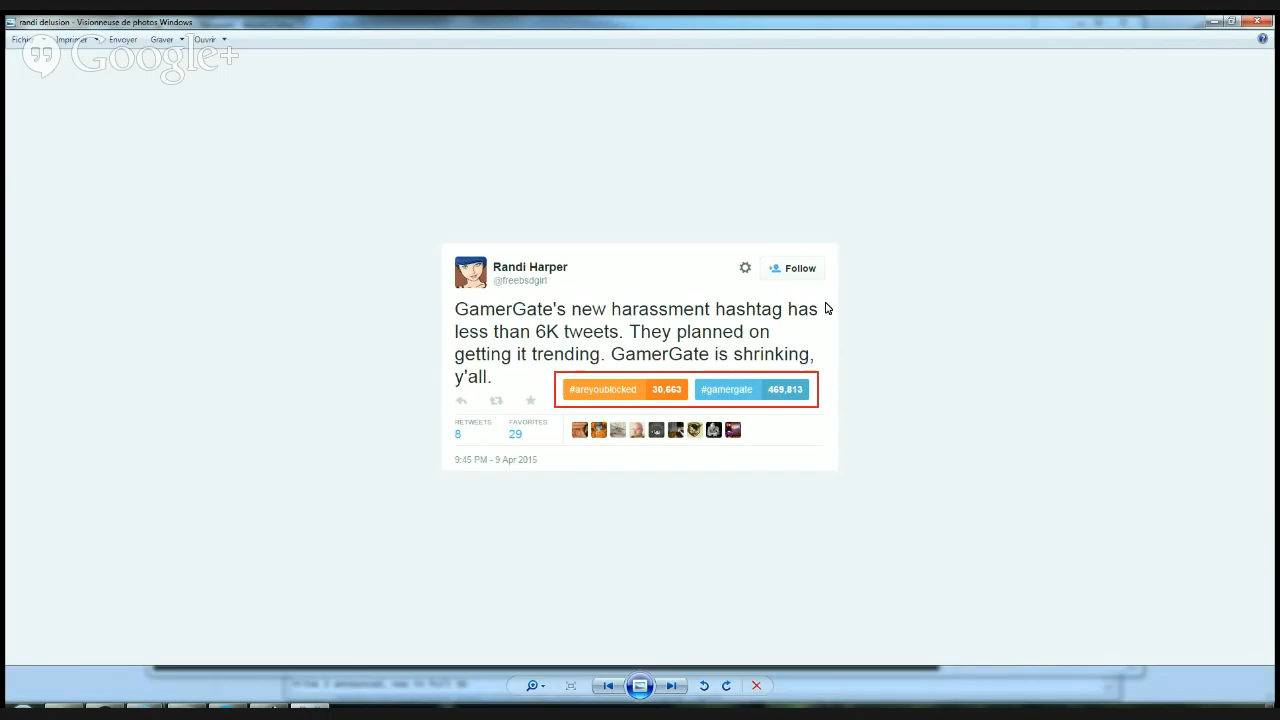 randi delusion - Visionneuse de photos Windows
Imprimer Envoyer Graver Ouvrir
Google+
Randi Harper
@freebsdgirl
Follow
GamerGate's new harassment hashtag has
less than 6K tweets. They planned on
getting it trending. GamerGate is shrinking,
y'all.
#areyoublocked 30,663 #gamergate 469,813
RETWEETS FAVORITES
8 29
9:45 PM - 9 Apr 2015